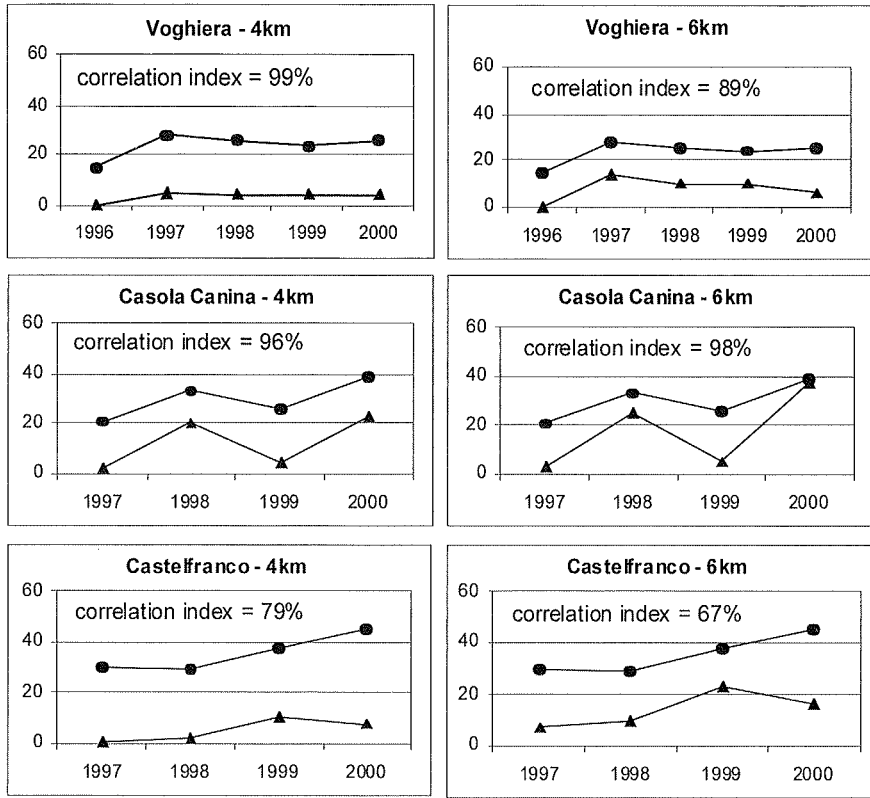 Voghiera - 4km
60
40
20
0
correlation index = 99%
1996 1997 1998 1999 2000
Voghiera - 6km
60
40
20
0
correlation index = 89%
1996 1997 1998 1999 2000
Casola Canina - 4km
60
40
20
0
correlation index = 96%
1997 1998 1999 2000
Casola Canina - 6km
60
40
20
0
correlation index = 98%
1997 1998 1999 2000
Castelfranco - 4km
60
40
20
0
correlation index = 79%
1997 1998 1999 2000
Castelfranco - 6km
60
40
20
0
correlation index = 67%
1997 1998 1999 2000